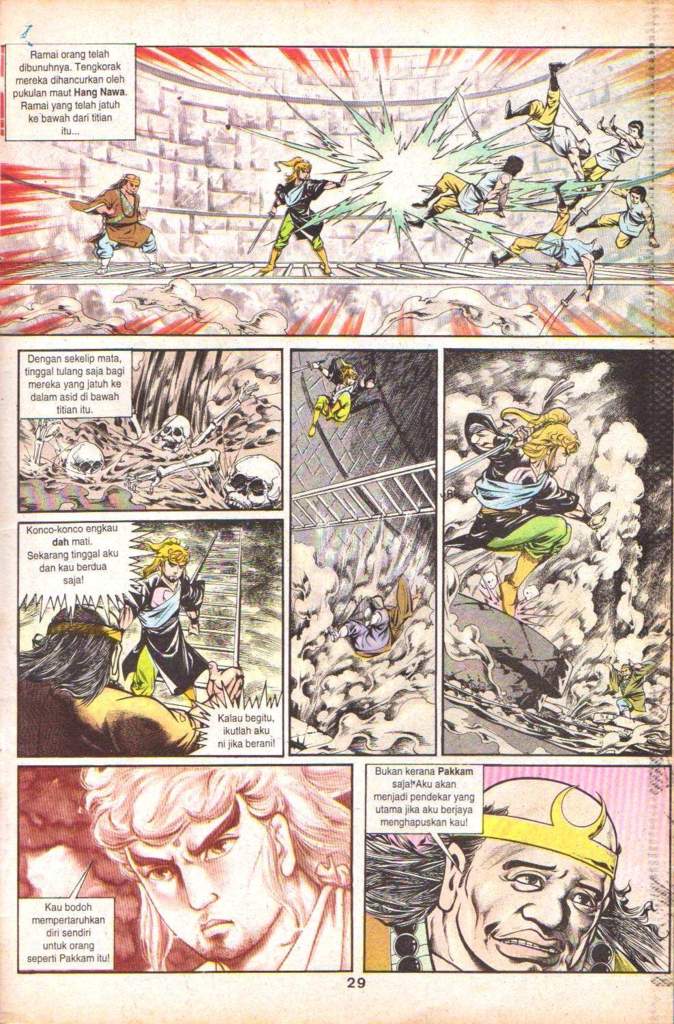 Ramai orang telah
dibunuhnya. Tengkorak
mereka dihancurkan oleh
pukulan maut Hang Nawa.
Ramai yang telah jatuh
ke bawah dari titian
itu...
Dengan sekelip mata,
tinggal tulang saja bagi
mereka yang jatuh ke
dalam asid di bawah
titian itu.
Konco-konco engkau
dah mati.
Sekarang tinggal aku
dan kau berdua
saja!
Kalau begitu,
ikutlah aku
ni jika berani!
Kau bodoh
mempertaruhkan
diri sendiri
untuk orang
seperti Pakkam itu!
Bukan kerana Pakkam
saja! Aku akan
menjadi pendekar yang
utama jika aku berjaya
menghapuskan kau!
29